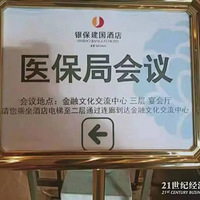 银保建国酒店
医保局会议
会议地点：金融文化交流中心 三层 宴会厅
请您乘坐酒店电梯至二层通过连廊到达金融文化交流中心
21世纪经济
21ST CENTURY BUSINESS